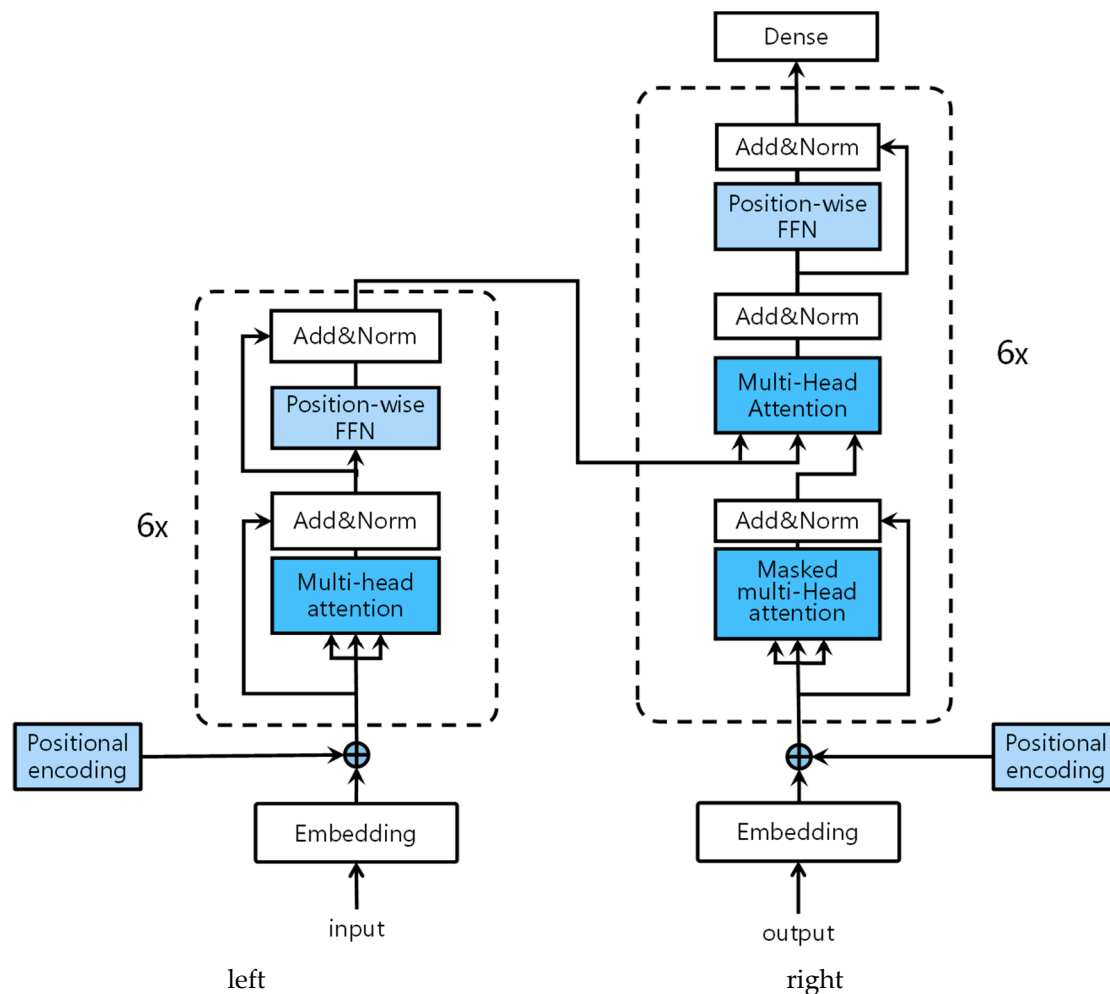 Dense
Add&Norm
Position-wise
FFN
Add&Norm
Multi-Head
Attention
6x
Add&Norm
Masked
multi-Head
attention
Add&Norm
Position-wise
FFN
Add&Norm
6x
Multi-head
attention
Positional
encoding
Positional
encoding
Embedding
Embedding
input
output
left
right